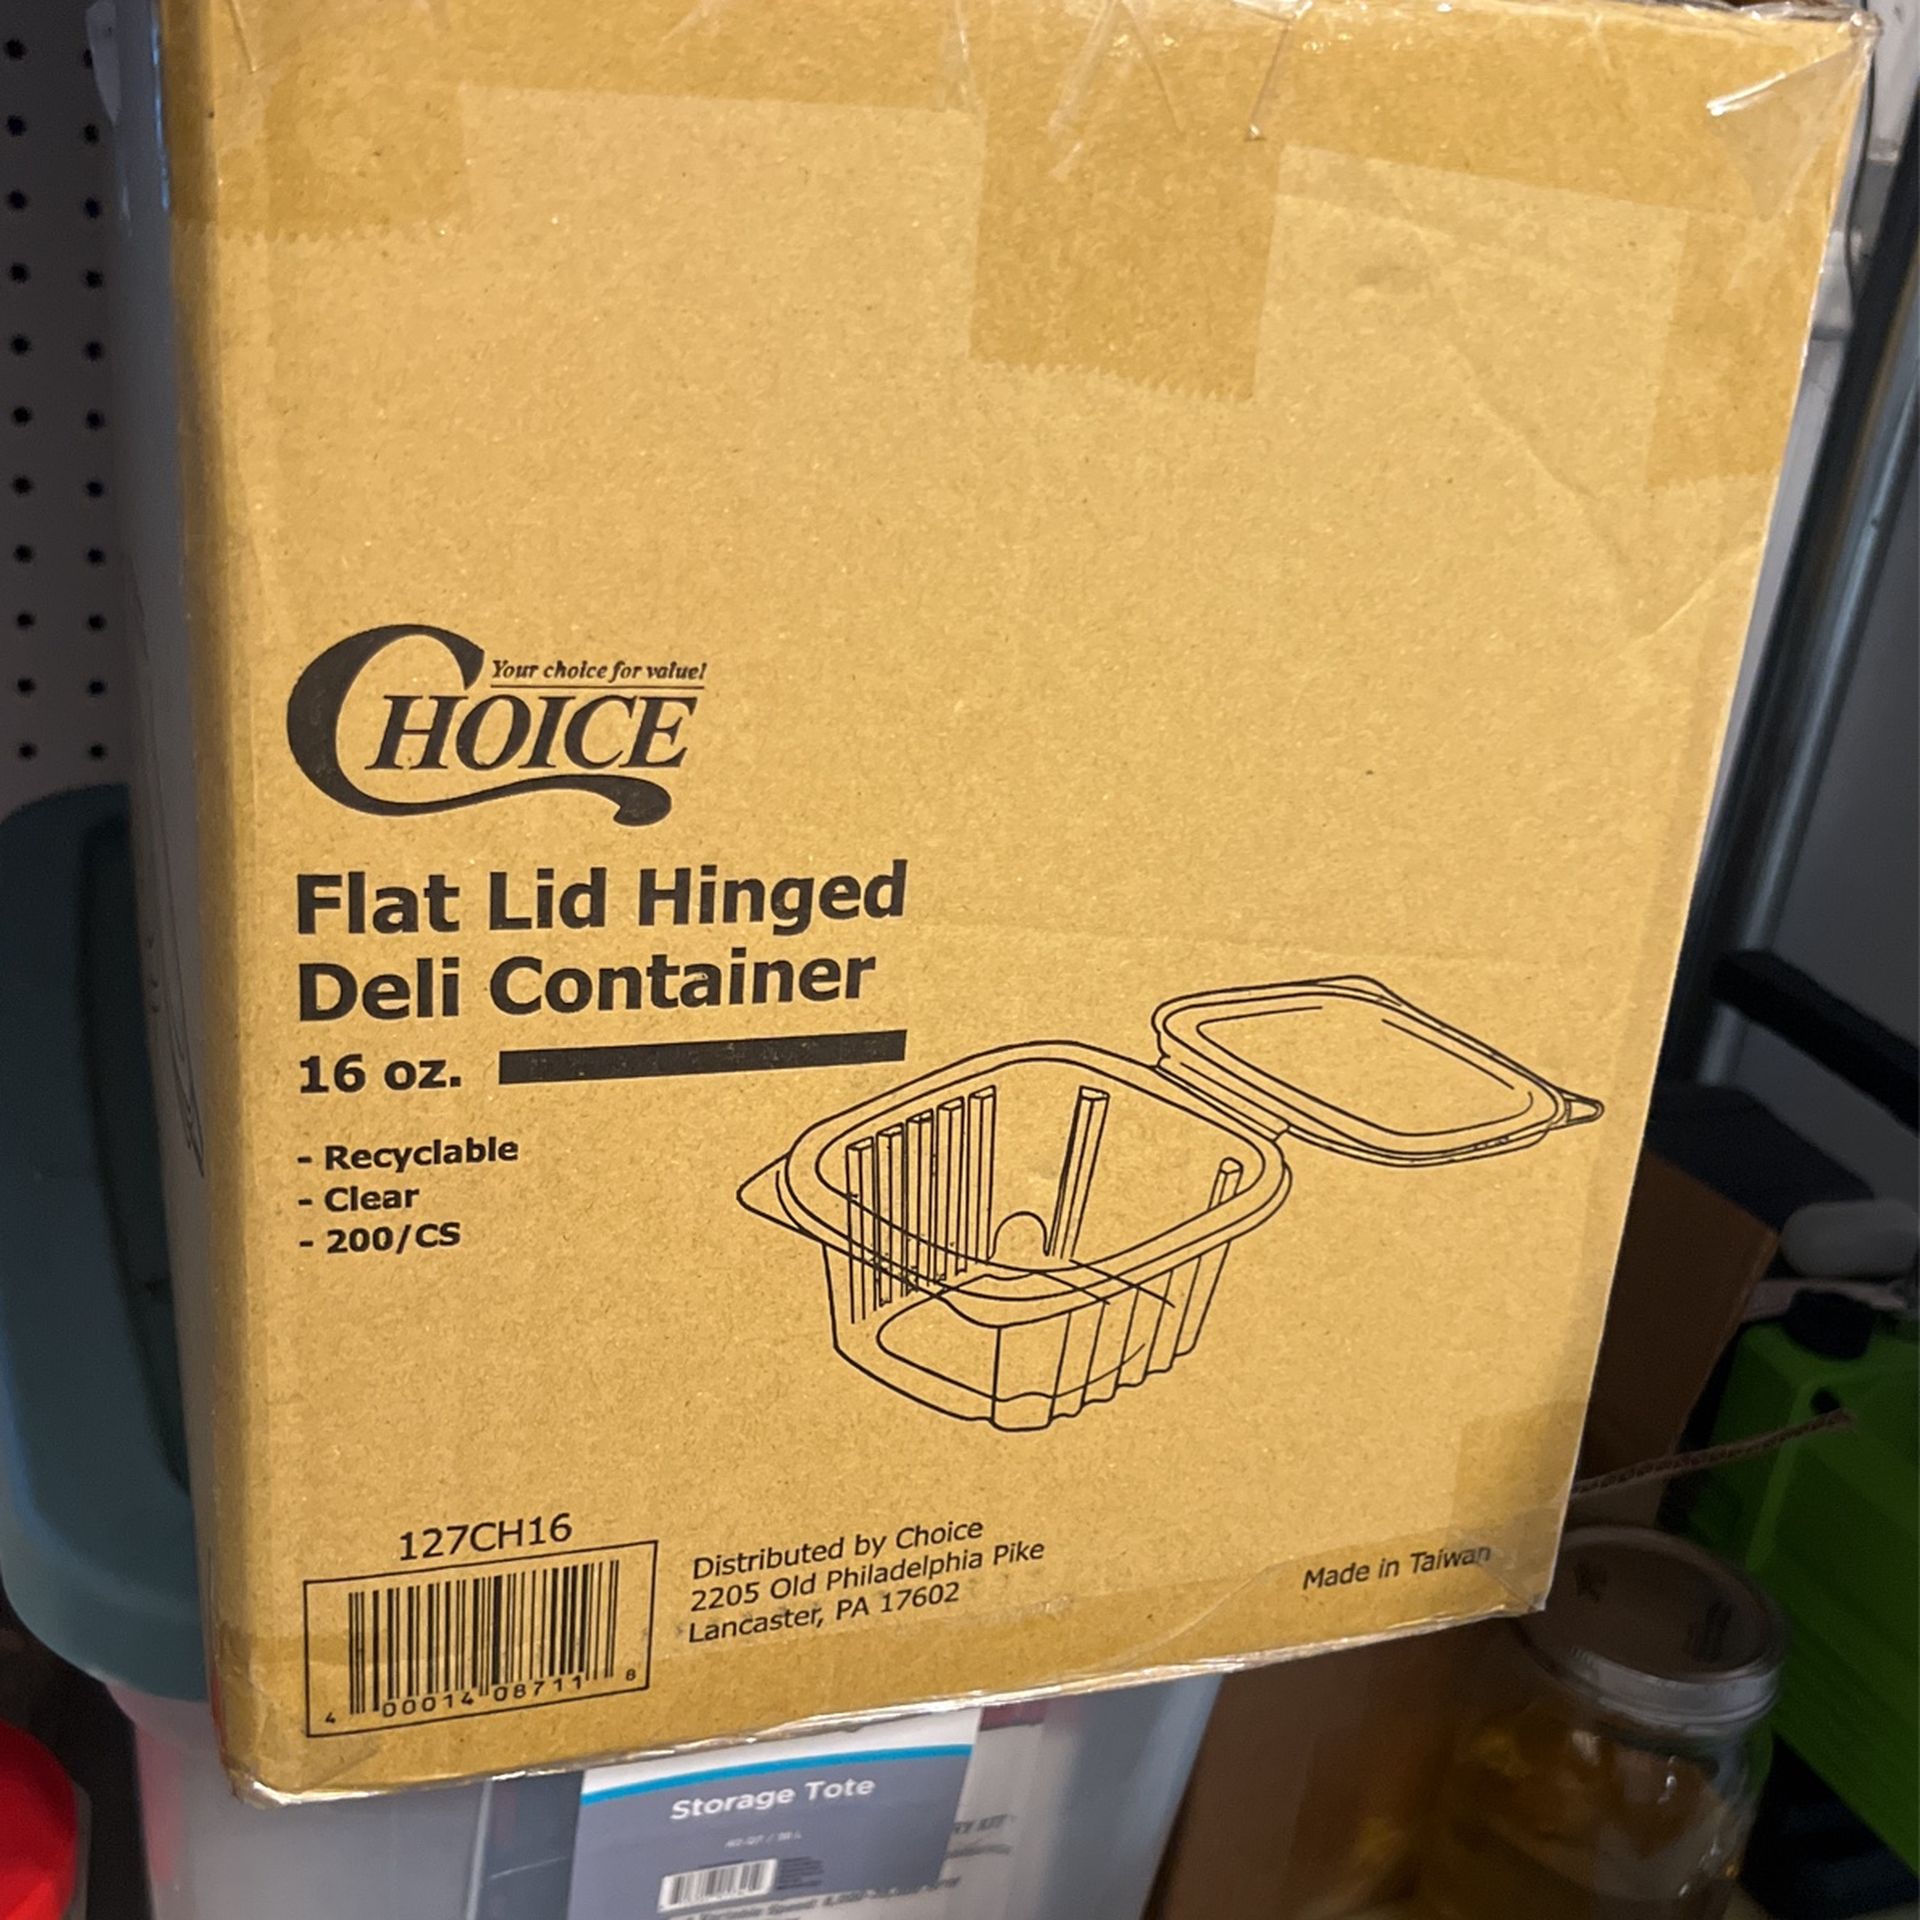 Your choice for value!
CHOICE
Flat Lid Hinged
Deli Container
16 oz.
- Recyclable
- Clear
- 200/CS
127CH16
4 00014 08711 8
Distributed by Choice
2205 Old Philadelphia Pike
Lancaster, PA 17602
Made in Taiwan
Storage Tote